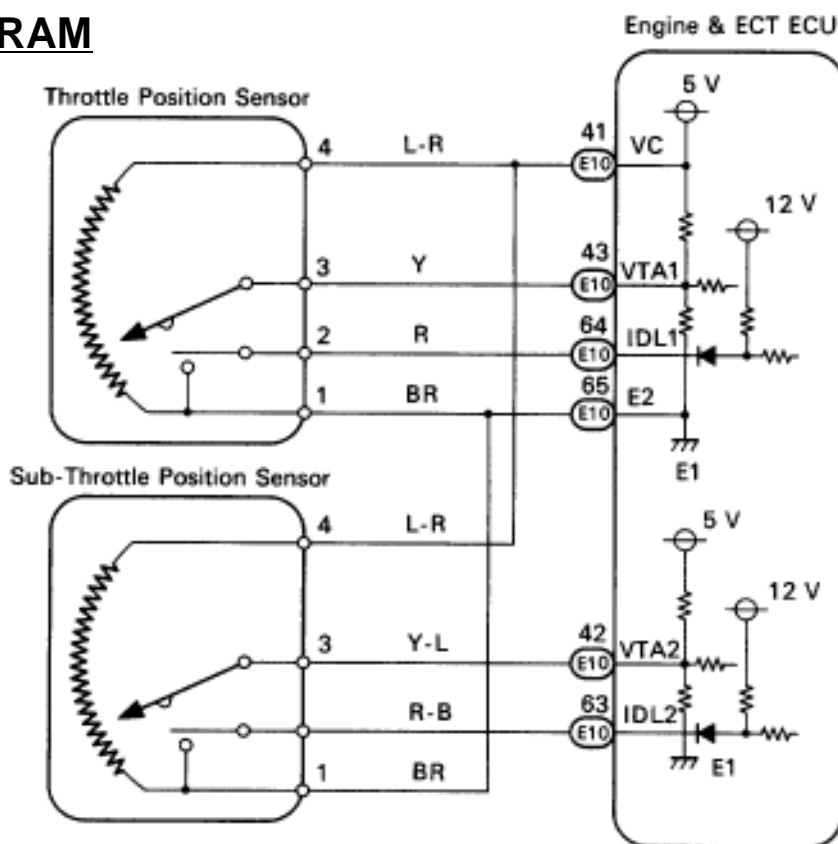 RAM
Engine & ECT ECU
Throttle Position Sensor
5 V
4 L-R 41 E10 VC
12 V
3 Y 43 E10 VTA1
2 R 64 E10 IDL1
1 BR 65 E10 E2
E1
Sub-Throttle Position Sensor
4 L-R
5 V
12 V
3 Y-L 42 E10 VTA2
R-B 63 E10 IDL2
1 BR
E1